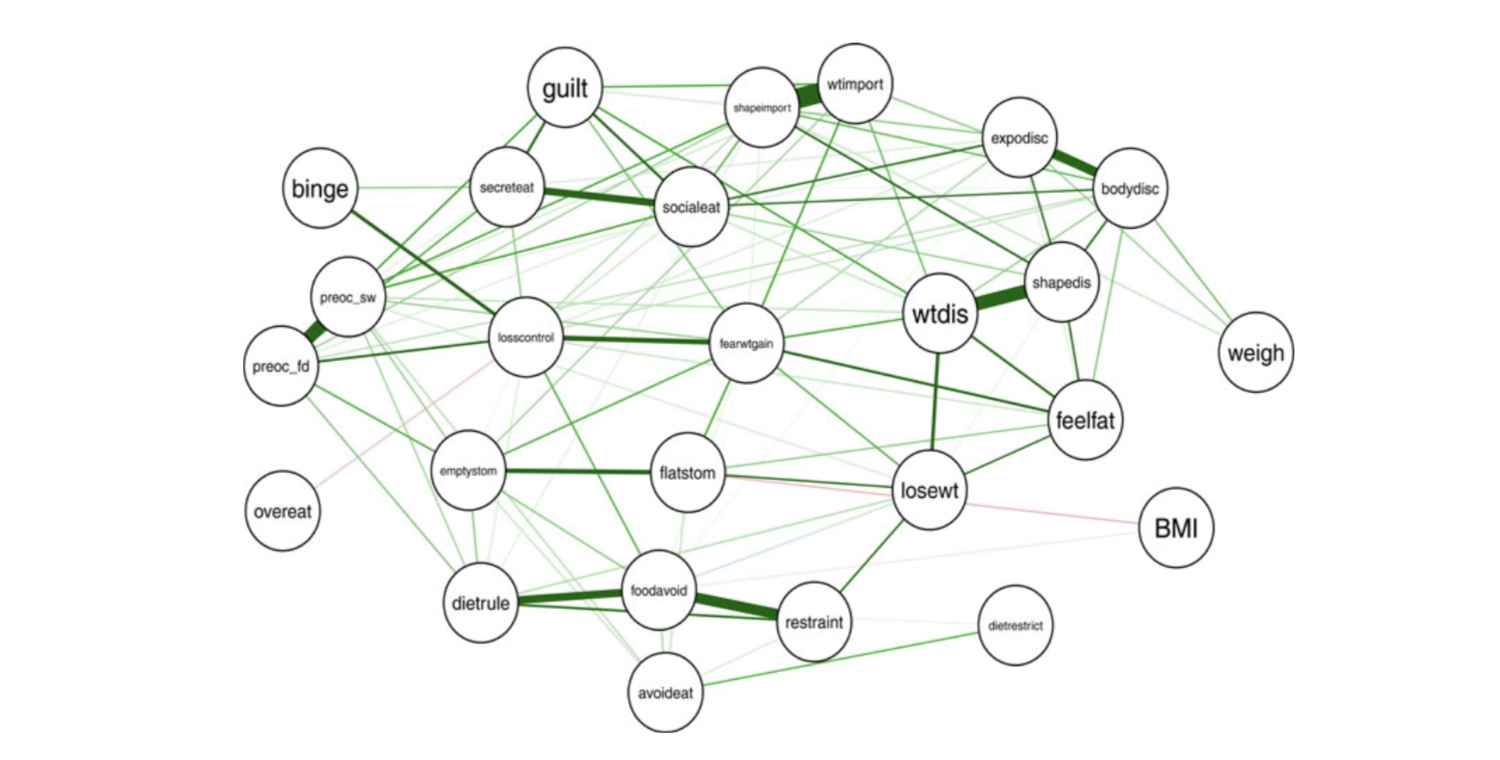 guilt
wtimport
shapeimport
expodisc
binge
secreteat
socialeat
bodydisc
preoc_sw
shapedis
wtdis
losscontrol
fearwtgain
weigh
preoc_fd
feelfat
emptystom
flatstom
losewt
overeat
BMI
dietrule
foodavoid
restraint
dietrestrict
avoideat